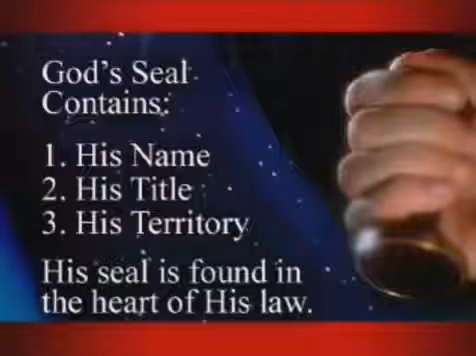 God's Seal
Contains:
1. His Name
2. His Title
3. His Territory
His seal is found in
the heart of His law.